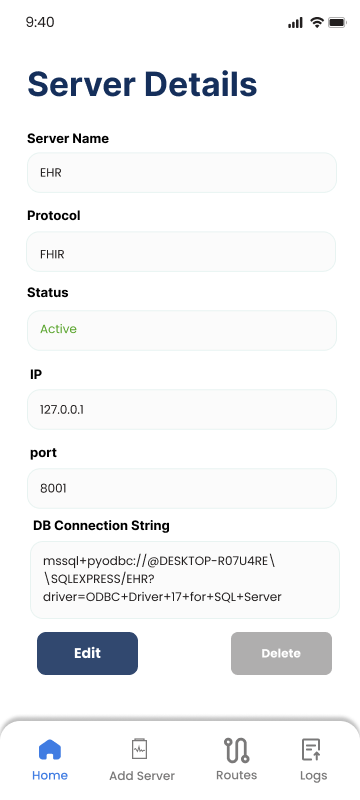 9:40
Server Details
Server Name
EHR
Protocol
FHIR
Status
Active
IP
127.0.0.1
port
8001
DB Connection String
mssql+pyodbc://@DESKTOP-R07U4RE\
\SQLEXPRESS/EHR?
driver=ODBC+Driver+17+for+SQL+Server
Edit Delete
Home Add Server Routes Logs